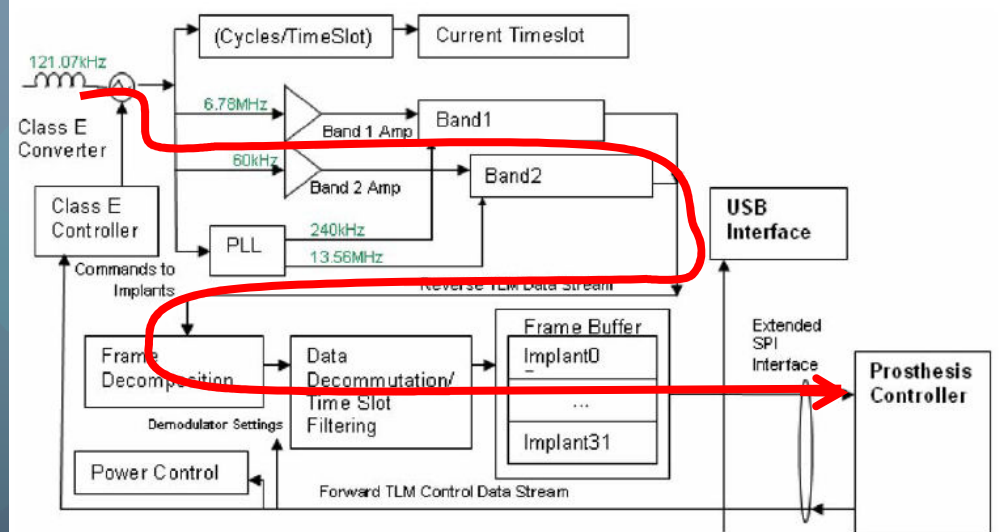 (Cycles/TimeSlot)
Current Timeslot
121.07kHz
6.78MHz
Band 1 Amp
Band1
Class E
Converter
60kHz
Band 2 Amp
Band2
Class E
Controller
PLL
240kHz
13.56MHz
USB
Interface
Commands to
Implants
Reverse TLM Data Stream
Frame
Decomposition
Data
Decommutation/
Time Slot
Filtering
Frame Buffer
Implant0
...
Implant31
Extended
SPI
Interface
Prosthesis
Controller
Demodulator Settings
Power Control
Forward TLM Control Data Stream